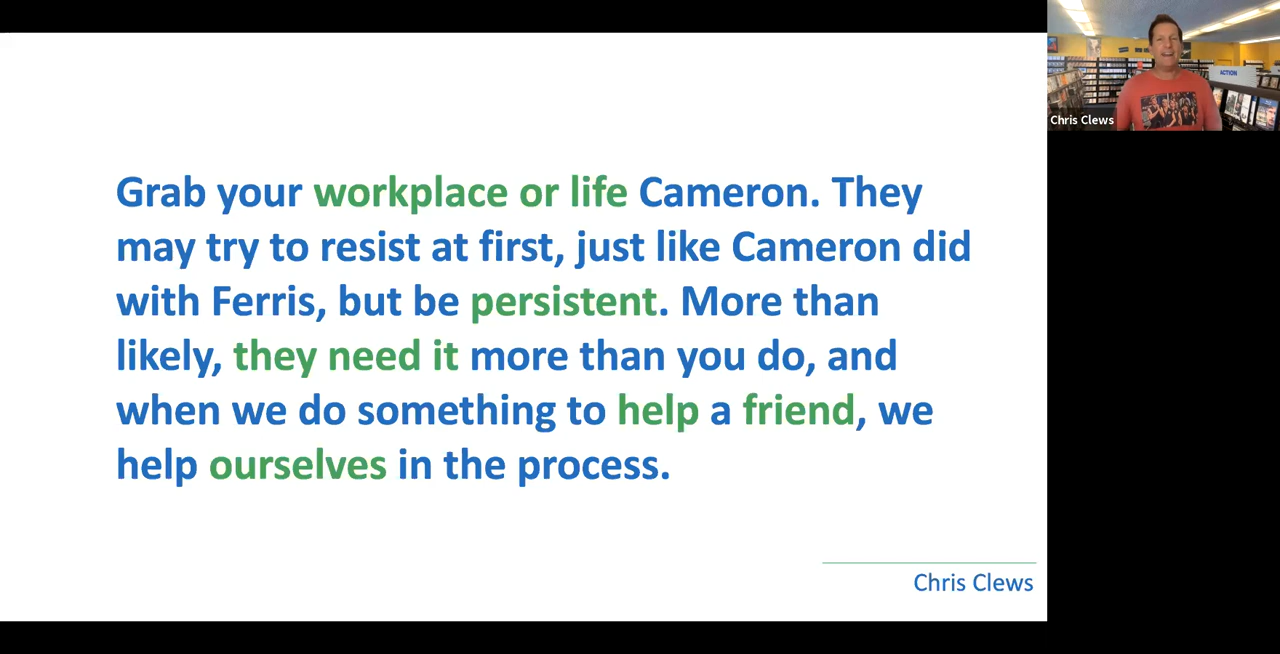 Grab your workplace or life Cameron. They
may try to resist at first, just like Cameron did
with Ferris, but be persistent. More than
likely, they need it more than you do, and
when we do something to help a friend, we
help ourselves in the process.
Chris Clews
ACTION
Chris Clews